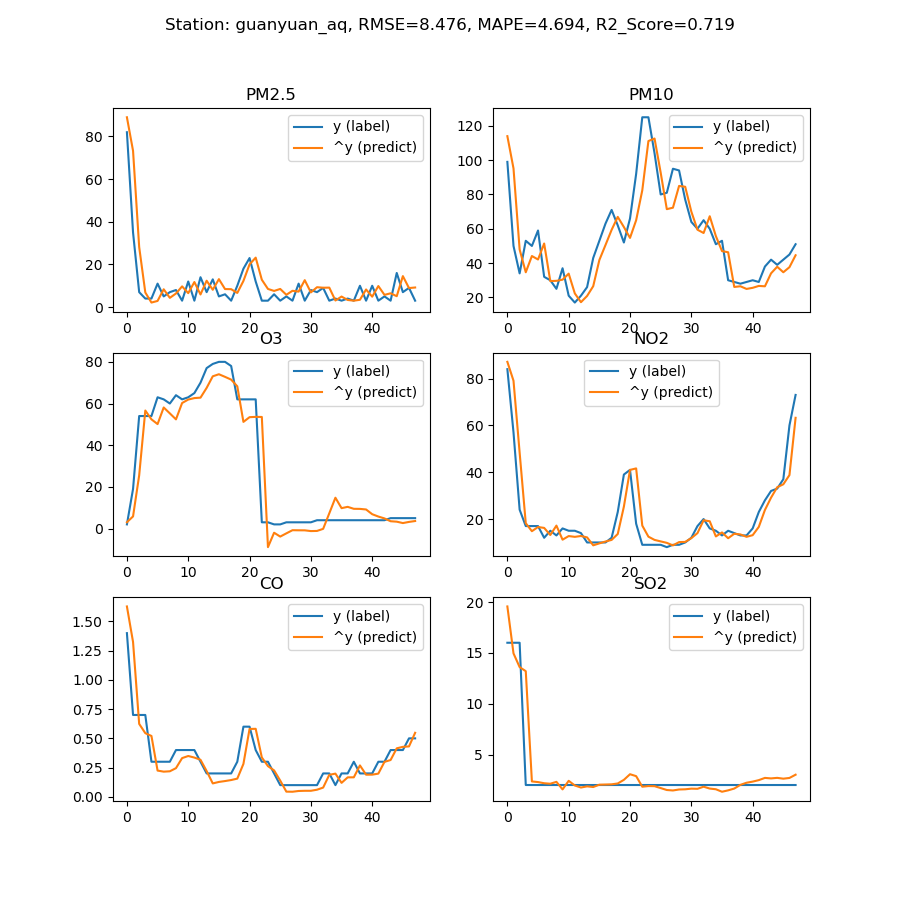 Station: guanyuan_aq, RMSE=8.476, MAPE=4.694, R2_Score=0.719
PM2.5
y (label)
^y (predict)
80
60
40
20
0
0 10 20 30 40
PM10
y (label)
^y (predict)
120
100
80
60
40
20
0 10 20 30 40
O3
y (label)
^y (predict)
80
60
40
20
0
0 10 20 30 40
NO2
y (label)
^y (predict)
80
60
40
20
0 10 20 30 40
CO
y (label)
^y (predict)
1.50
1.25
1.00
0.75
0.50
0.25
0.00
0 10 20 30 40
SO2
y (label)
^y (predict)
20
15
10
5
0 10 20 30 40